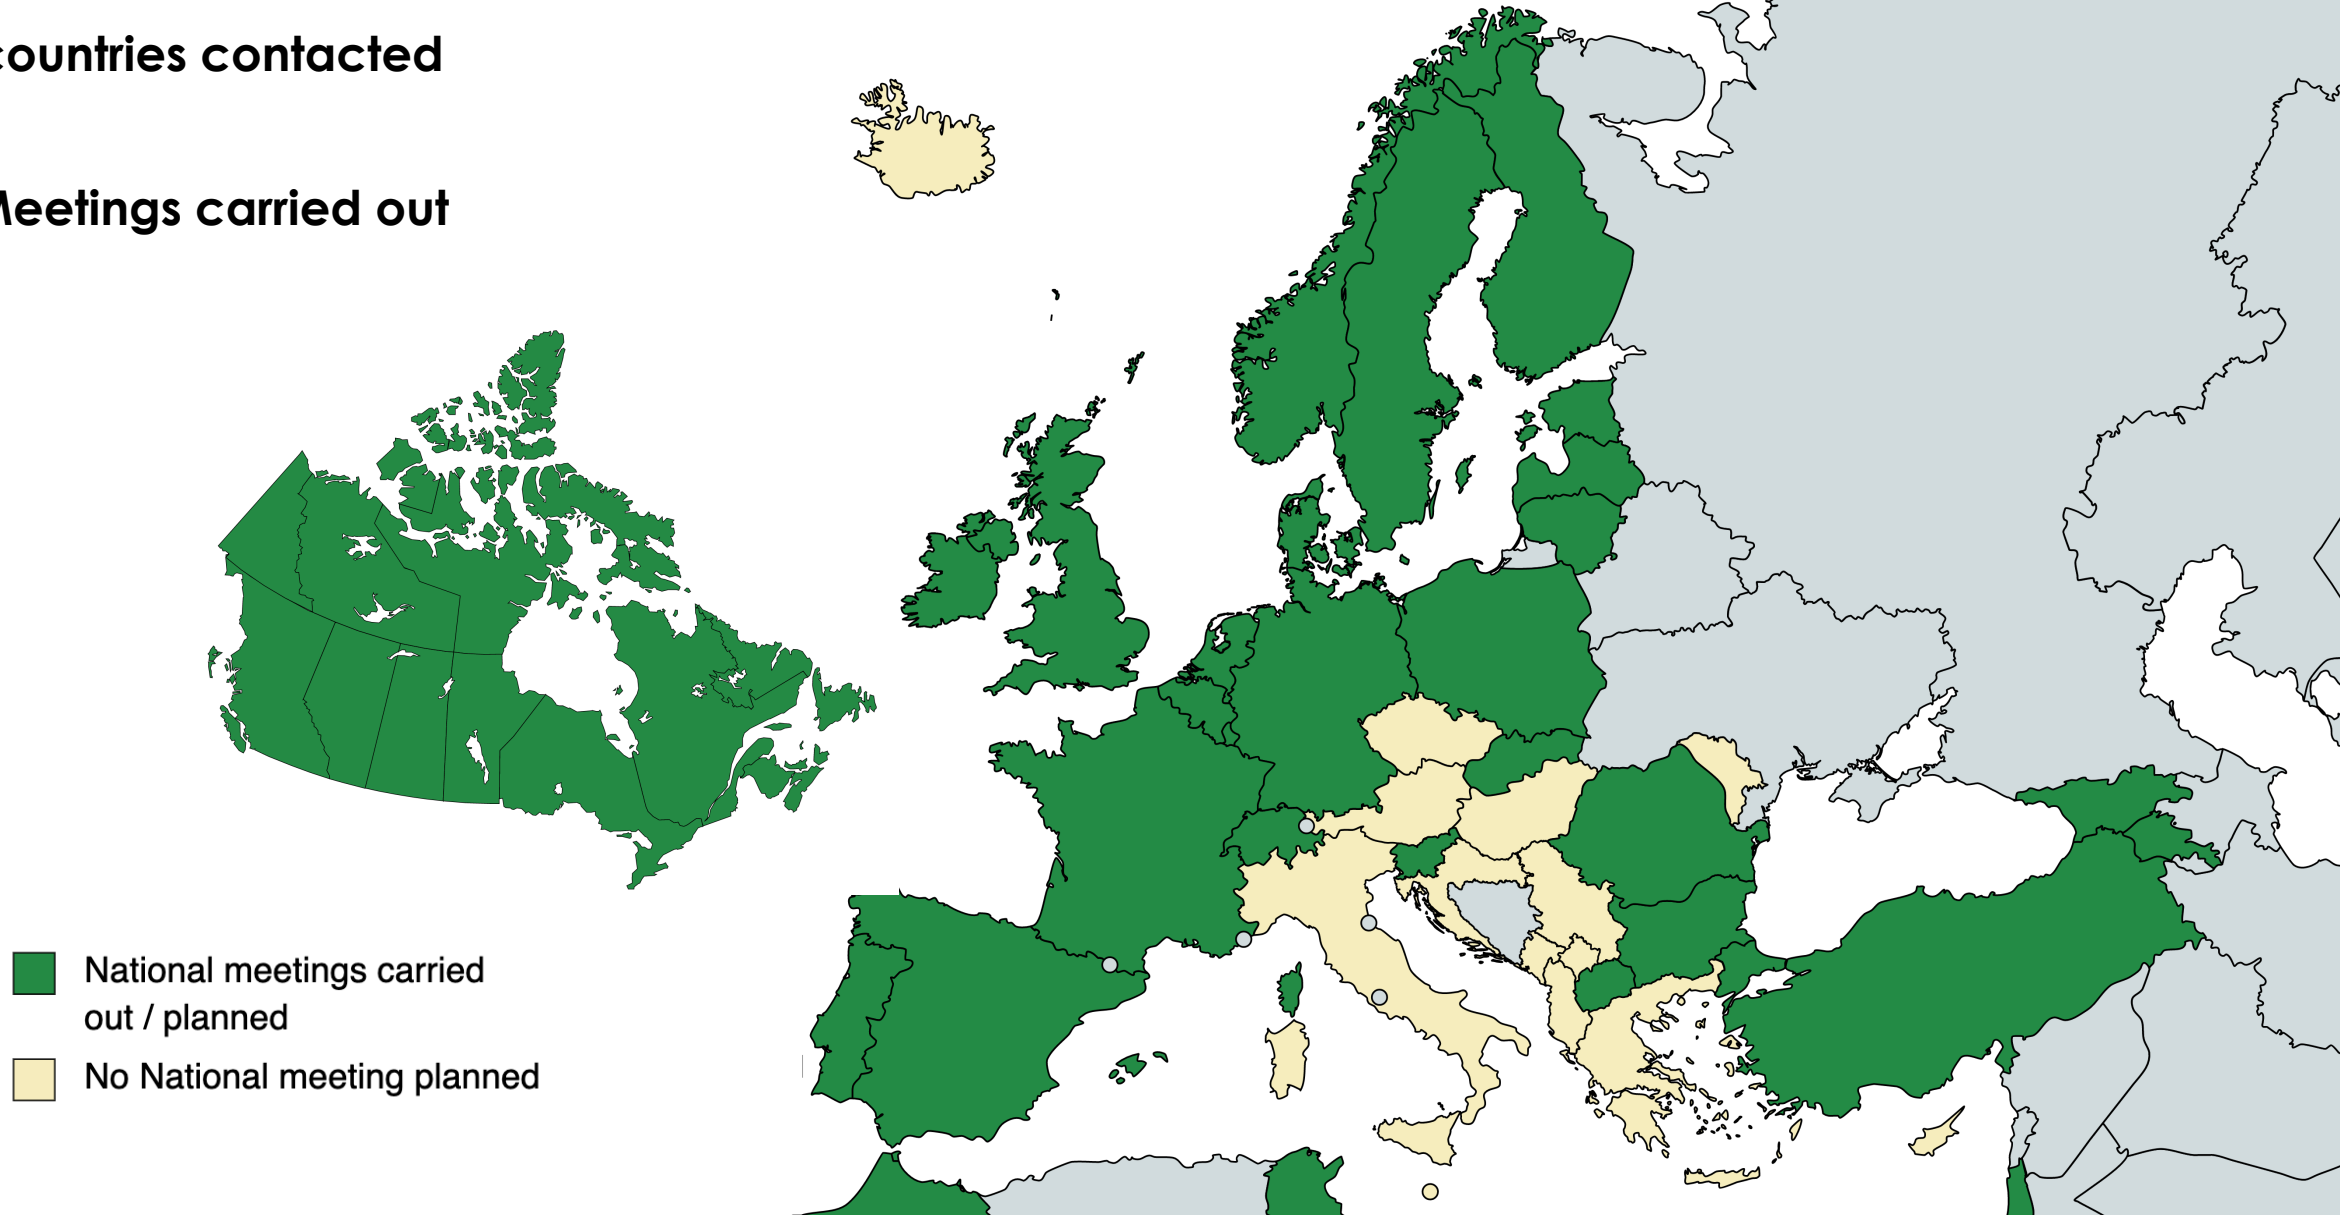 countries contacted
Meetings carried out
National meetings carried
out / planned
No National meeting planned